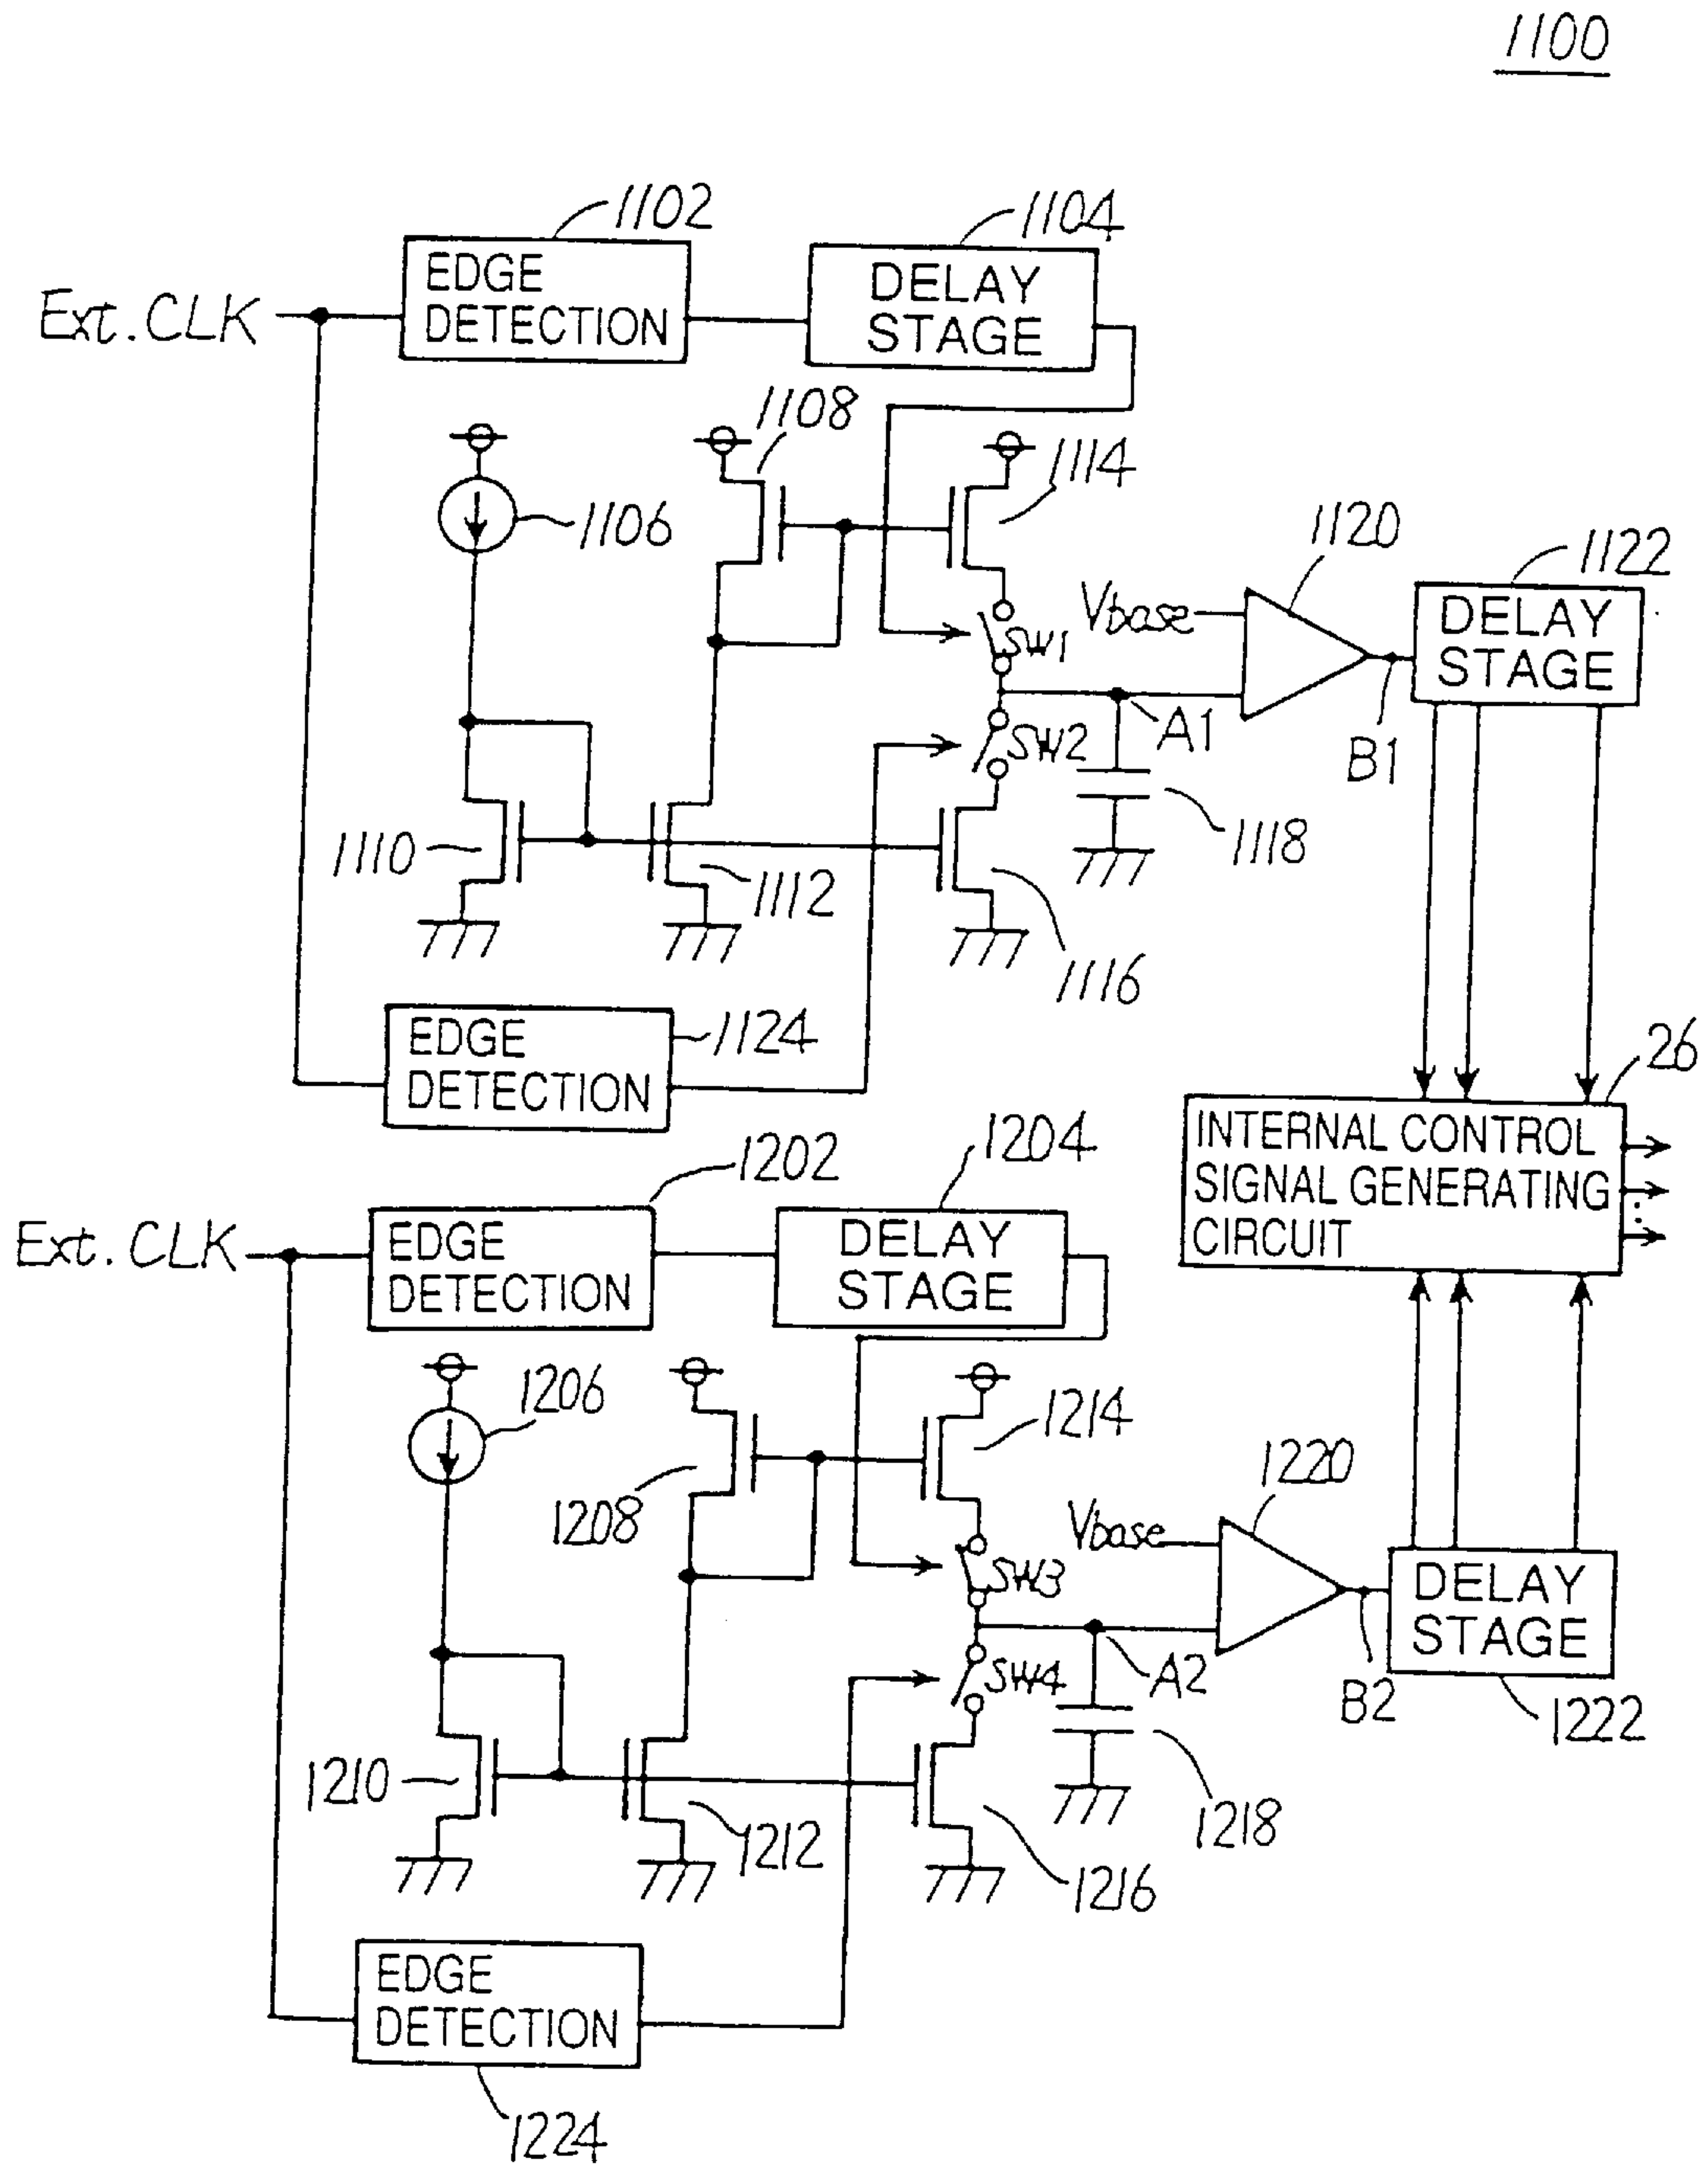 1100
1102
1104
EDGE
DETECTION
DELAY
STAGE
Ext.CLK
1108
1114
1106
1120
1122
Vbase
DELAY
STAGE
SW1
A1
SW2
B1
1110
1112
1118
1116
EDGE
DETECTION
1124
26
INTERNAL CONTROL
SIGNAL GENERATING
CIRCUIT
1202
1204
Ext.CLK
EDGE
DETECTION
DELAY
STAGE
1206
1214
1208
1220
Vbase
SW3
DELAY
STAGE
SW4
A2
B2
1222
1210
1212
1218
1216
EDGE
DETECTION
1224